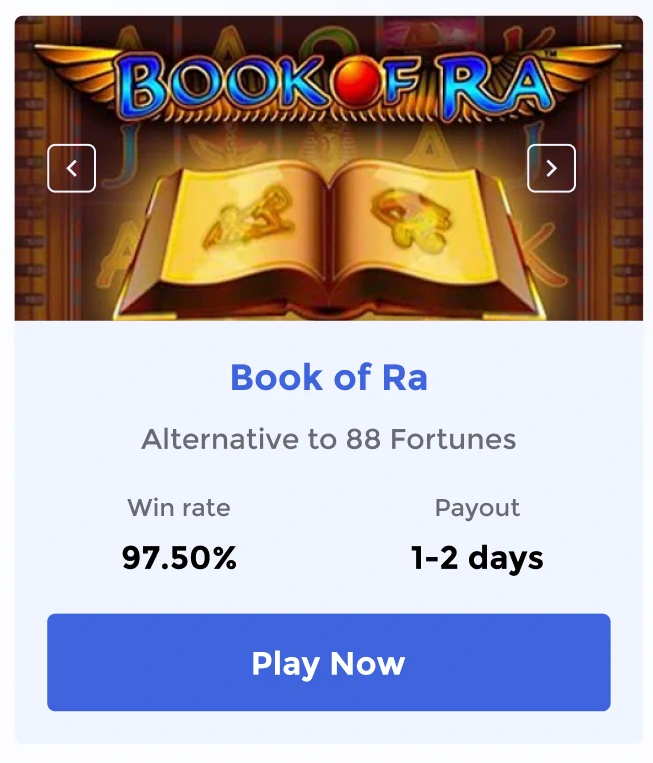 BOOK OF RA™
Book of Ra
Alternative to 88 Fortunes
Win rate
Payout
97.50%
1-2 days
Play Now